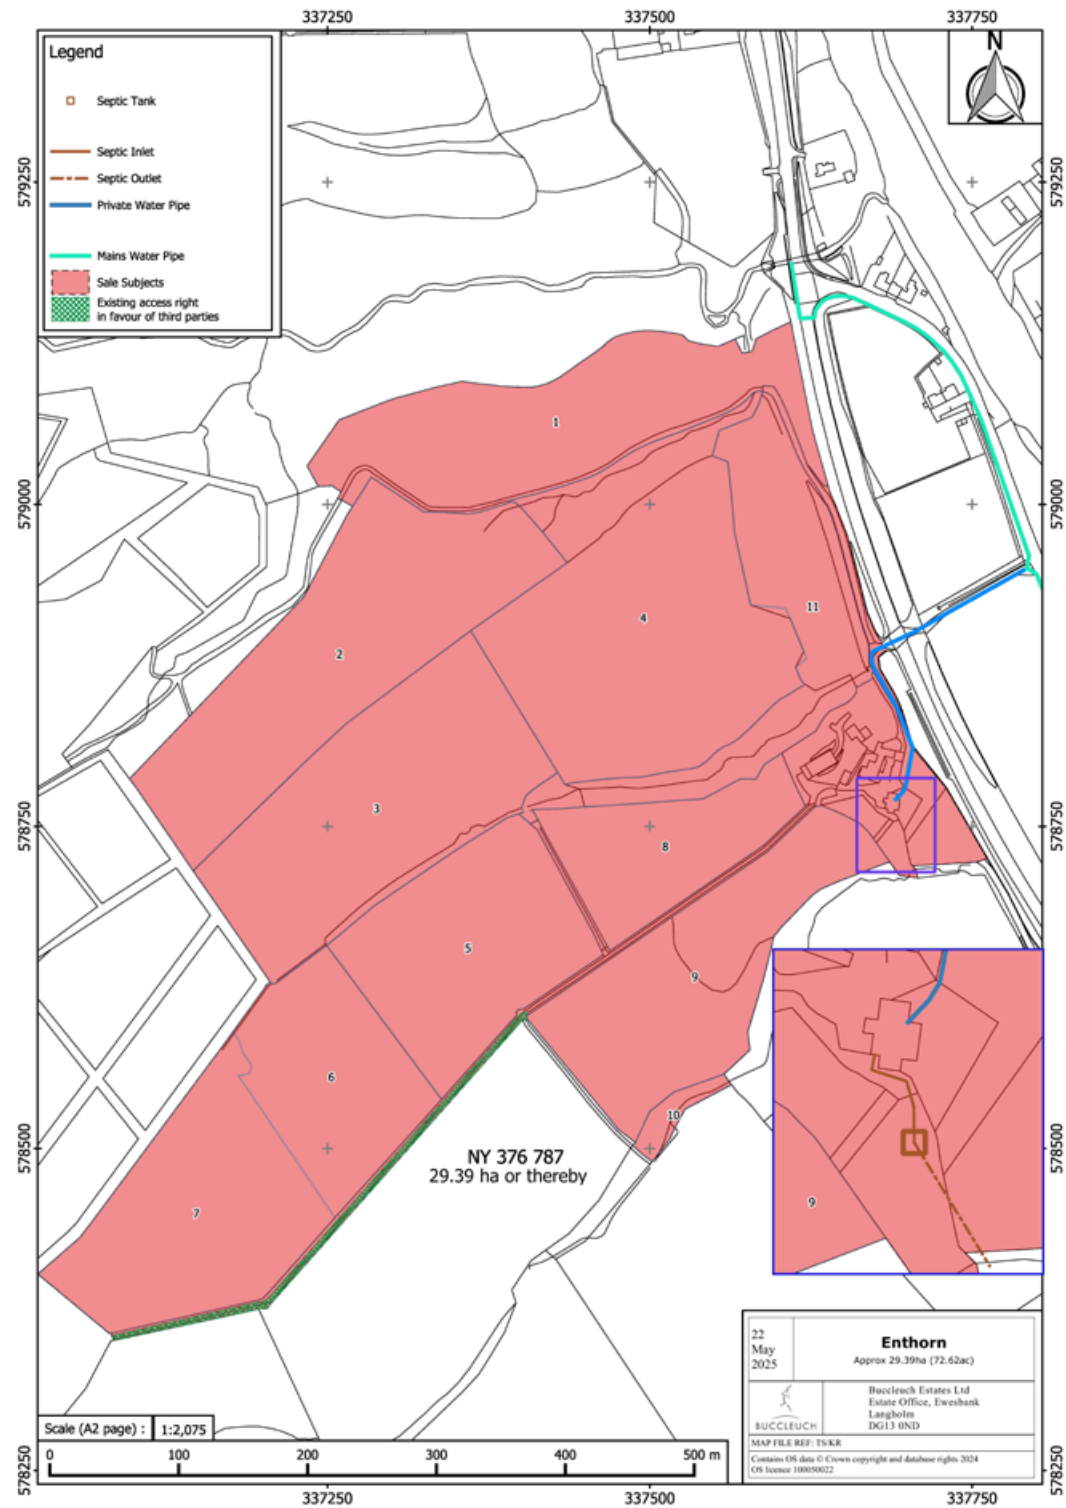 337250 337500 337750
Legend
Septic Tank
Septic Inlet
Septic Outlet
Private Water Pipe
Mains Water Pipe
Sale Subjects
Existing access right
in favour of third parties
N
579250 579250
1
579000 579000
11
4
2
3
578750 578750
8
5
9
6
10
578500 578500
NY 376 787
29.39 ha or thereby
7
9
22
May
2025
Enthorn
Approx 29.39ha (72.62ac)
BUCCLEUCH
Buccleuch Estates Ltd
Estate Office, Ewesbank
Langholm
DG13 0ND
MAP FILE REF: TS/KR
Contains OS data © Crown copyright and database rights 2024
OS licence 100050022
Scale (A2 page) : 1:2,075
0 100 200 300 400 500 m
578250 578250
337250 337500 337750